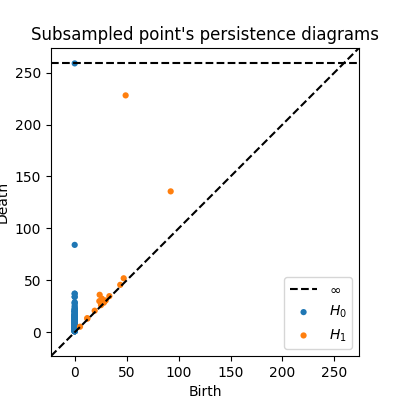 Subsampled point's persistence diagrams
250
200
150
100
50
0
Death
0 50 100 150 200 250
Birth
∞
H₀
H₁